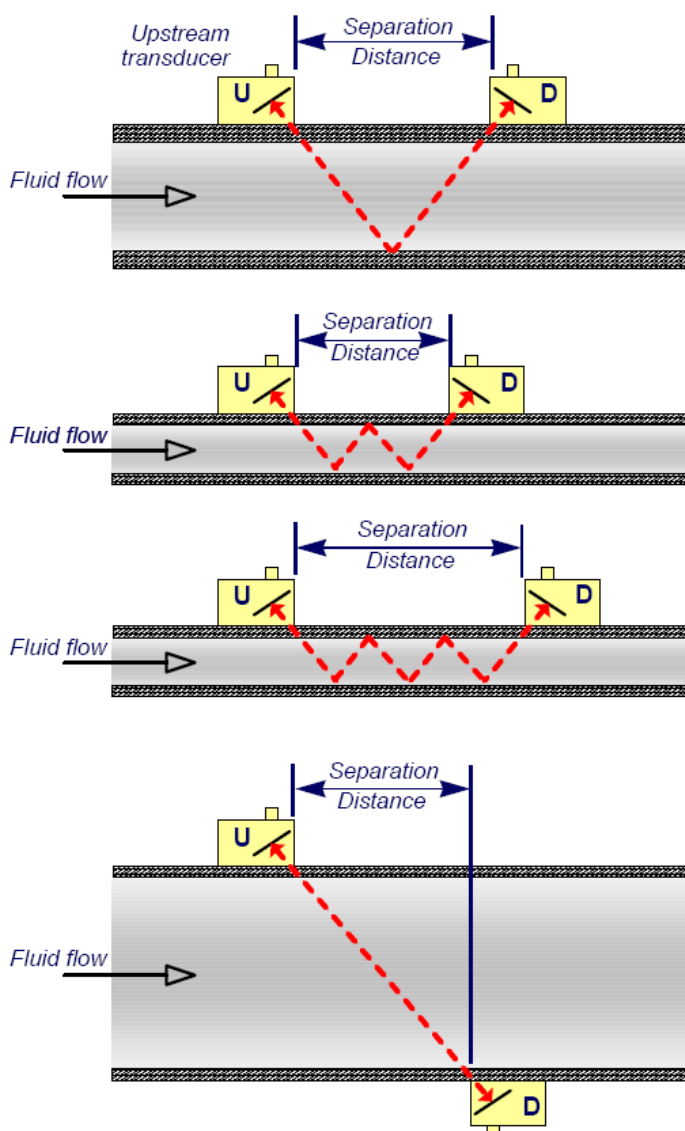 Upstream
transducer
Separation
Distance
U
D
Fluid flow
Separation
Distance
U
D
Fluid flow
Separation
Distance
U
D
Fluid flow
Separation
Distance
U
Fluid flow
D